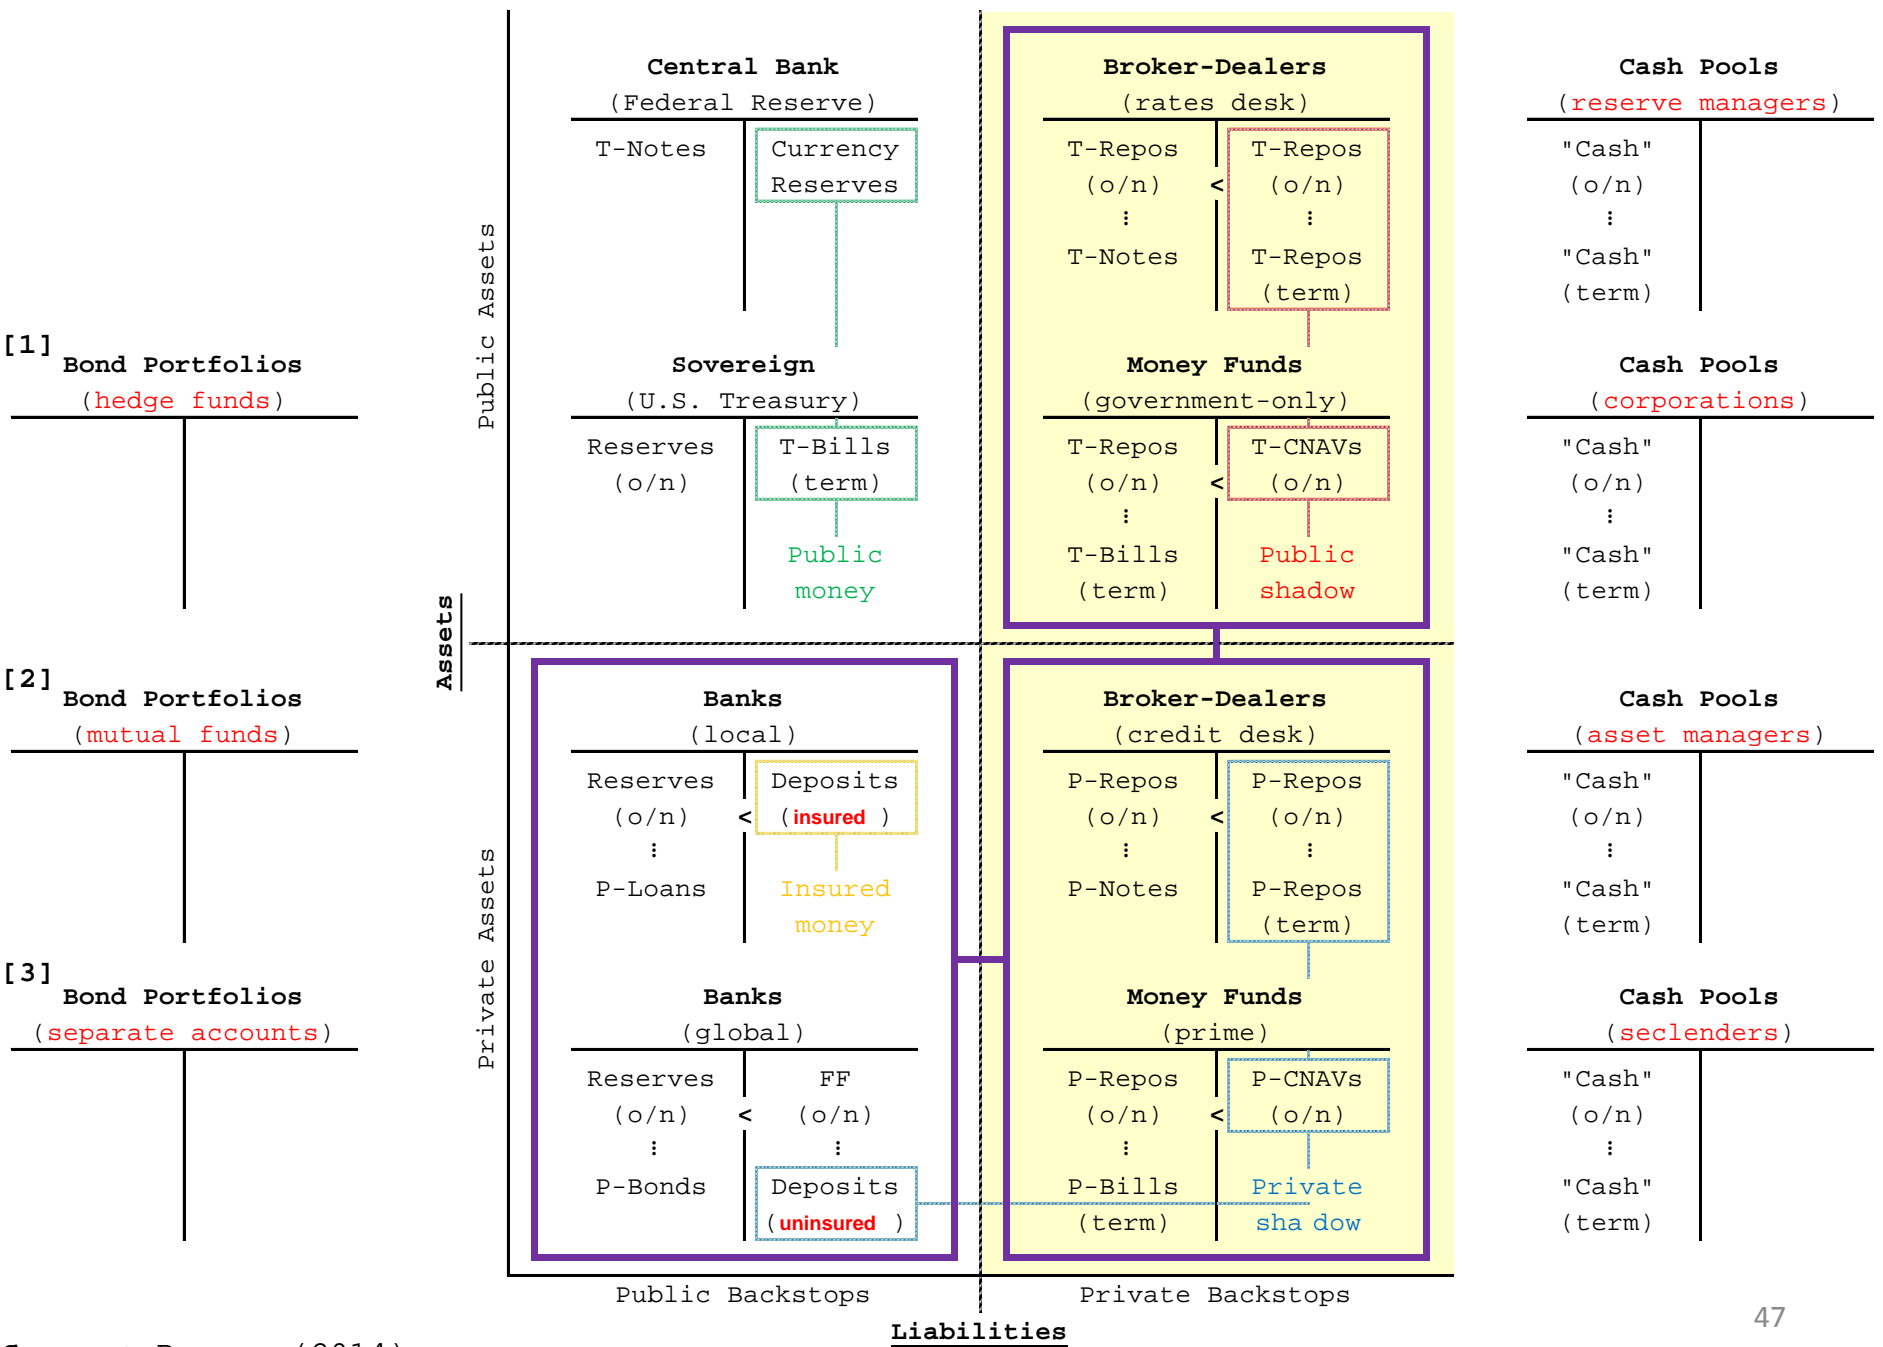 Central Bank
(Federal Reserve)
T-Notes
Currency
Reserves
Broker-Dealers
(rates desk)
T-Repos
(o/n)
⋮
T-Notes
<
T-Repos
(o/n)
⋮
T-Repos
(term)
Cash Pools
(reserve managers)
"Cash"
(o/n)
⋮
"Cash"
(term)
Public Assets
[1]
Bond Portfolios
(hedge funds)
Sovereign
(U.S. Treasury)
Reserves
(o/n)
T-Bills
(term)
Public
money
Money Funds
(government-only)
T-Repos
(o/n)
⋮
T-Bills
(term)
<
T-CNAVs
(o/n)
Public
shadow
Cash Pools
(corporations)
"Cash"
(o/n)
⋮
"Cash"
(term)
Assets
[2]
Bond Portfolios
(mutual funds)
Banks
(local)
Reserves
(o/n)
⋮
P-Loans
<
Deposits
(insured )
Insured
money
Broker-Dealers
(credit desk)
P-Repos
(o/n)
⋮
P-Notes
<
P-Repos
(o/n)
⋮
P-Repos
(term)
Cash Pools
(asset managers)
"Cash"
(o/n)
⋮
"Cash"
(term)
Private Assets
[3]
Bond Portfolios
(separate accounts)
Banks
(global)
Reserves
(o/n)
⋮
P-Bonds
<
FF
(o/n)
⋮
Deposits
(uninsured )
Money Funds
(prime)
P-Repos
(o/n)
⋮
P-Bills
(term)
<
P-CNAVs
(o/n)
Private
sha dow
Cash Pools
(seclenders)
"Cash"
(o/n)
⋮
"Cash"
(term)
Public Backstops
Private Backstops
Liabilities
47
(2014)